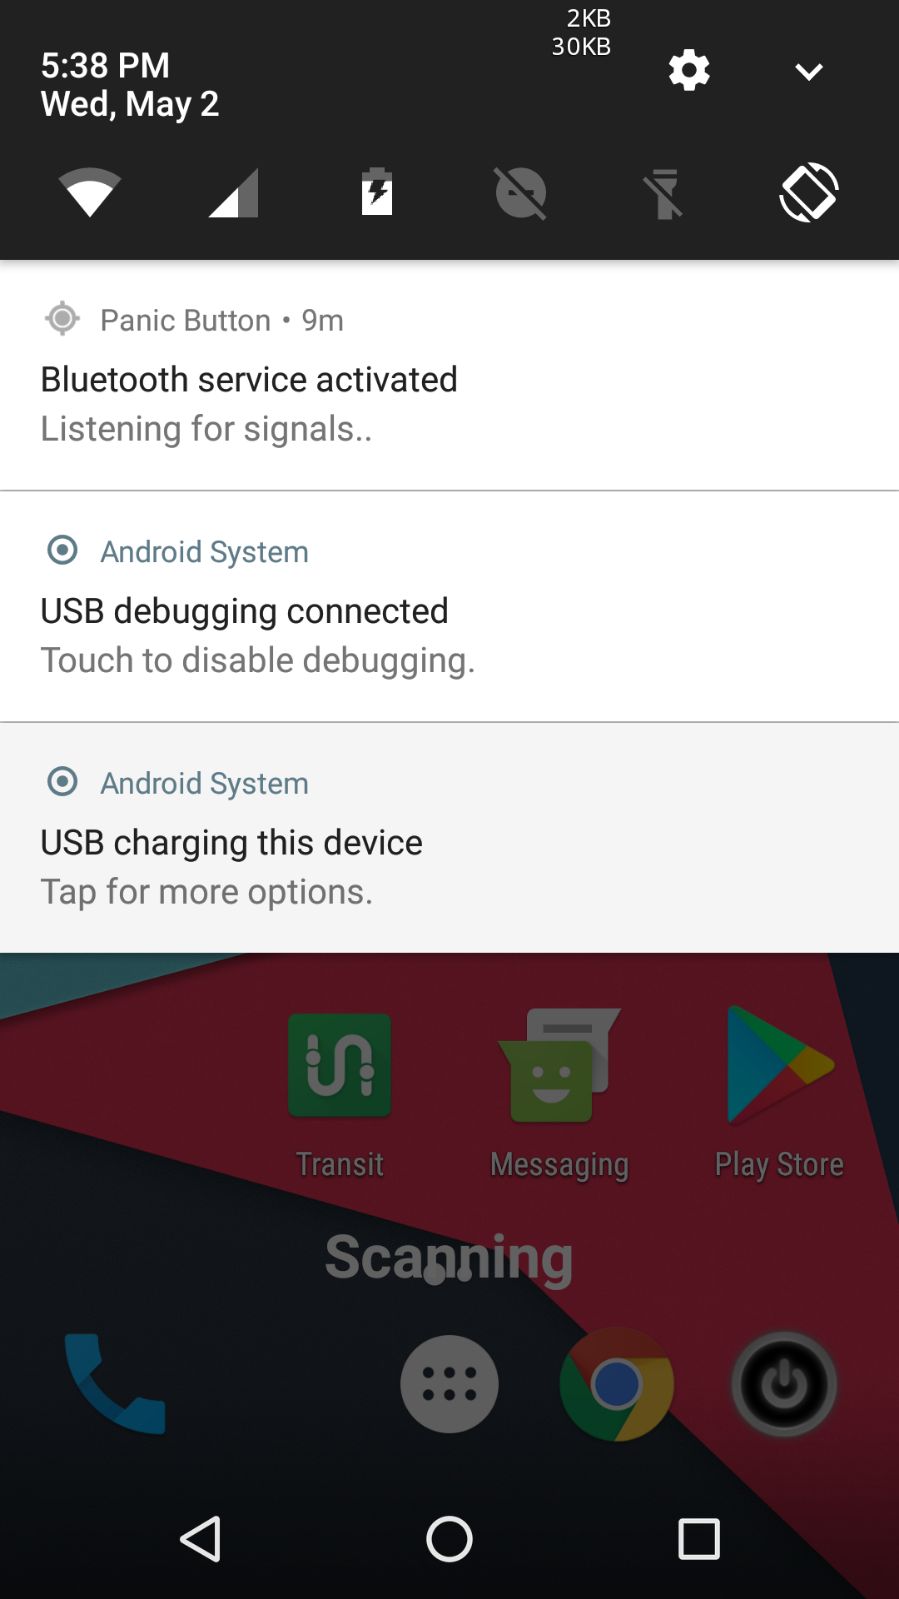 2KB
30KB
5:38 PM
Wed, May 2
Panic Button • 9m
Bluetooth service activated
Listening for signals..
Android System
USB debugging connected
Touch to disable debugging.
Android System
USB charging this device
Tap for more options.
Transit
Messaging
Play Store
Scanning